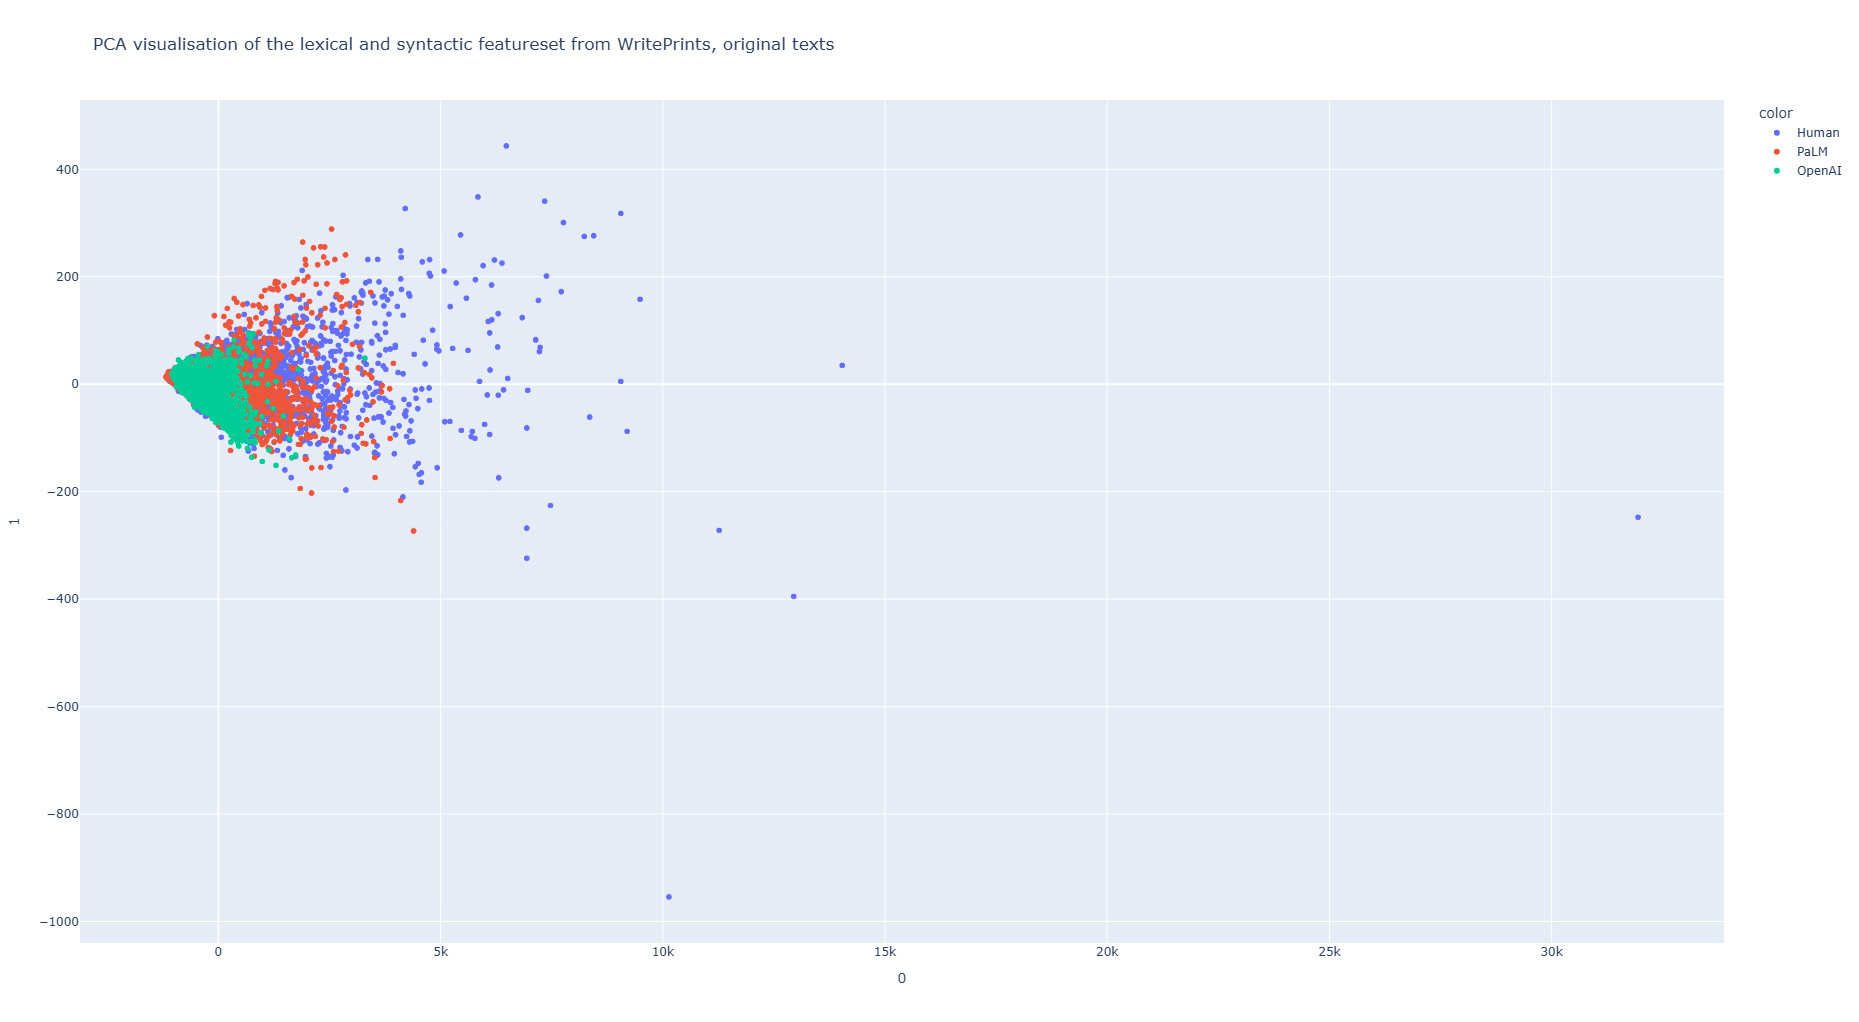 PCA visualisation of the lexical and syntactic featureset from WritePrints, original texts
color
Human
PaLM
OpenAI
400
200
0
−200
−400
−600
−800
−1000
1
0
5k
10k
15k
20k
25k
30k
0